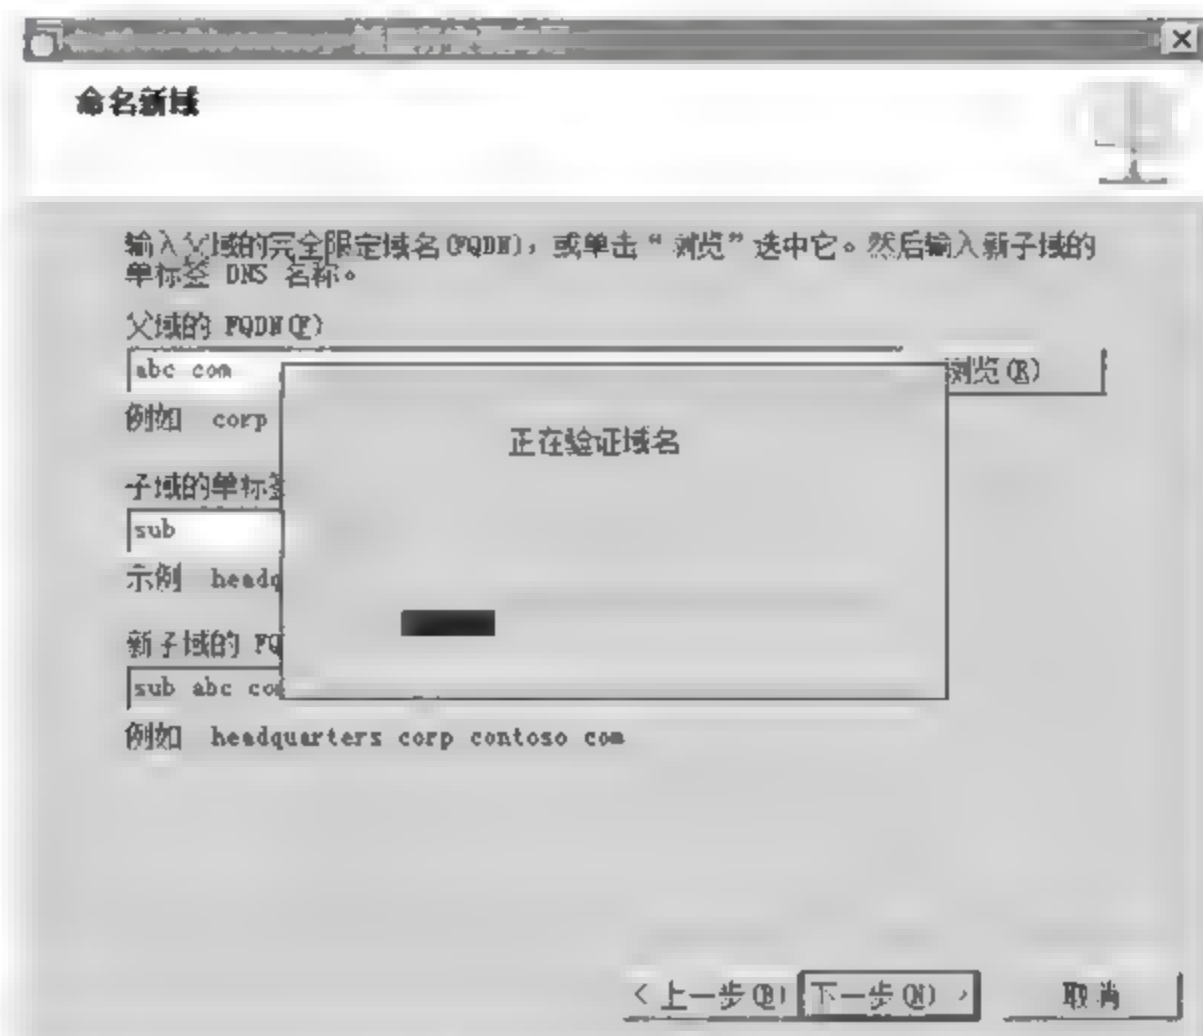 命名新域
输入父域的完全限定域名(FQDN)，或单击“浏览”选中它。然后输入新子域的
单标签 DNS 名称。
父域的 FQDN(F)
abc com
浏览(R)
例如 corp
正在验证域名
子域的单标签
sub
示例 headq
新子域的 FQ
sub abc com
例如 headquarters corp contoso com
< 上一步(B) 下一步(N) > 取消